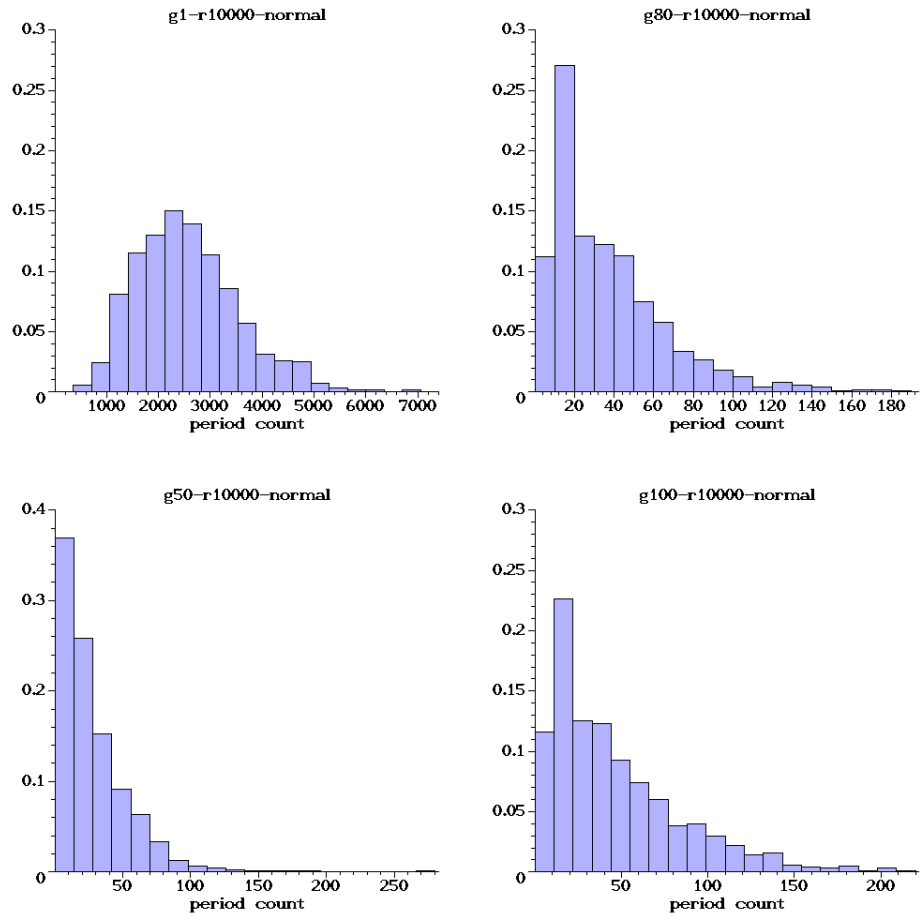 g1-r10000-normal
0.3
0.25
0.2
0.15
0.1
0.05
0
1000 2000 3000 4000 5000 6000 7000
period count
g80-r10000-normal
0.3
0.25
0.2
0.15
0.1
0.05
0
20 40 60 80 100 120 140 160 180
period count
g50-r10000-normal
0.4
0.3
0.2
0.1
0
50 100 150 200 250
period count
g100-r10000-normal
0.3
0.25
0.2
0.15
0.1
0.05
0
50 100 150 200
period count